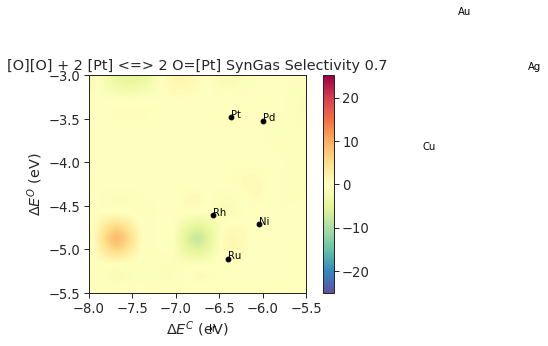 Au
[O][O] + 2 [Pt] <=> 2 O=[Pt] SynGas Selectivity 0.7
Ag
−3.0
−3.5
−4.0
−4.5
−5.0
−5.5
ΔE^O (eV)
Pt
Pd
Cu
Rh
Ni
Ru
20
10
0
−10
−20
−8.0 −7.5 −7.0 −6.5 −6.0 −5.5
ΔE^C (eV)